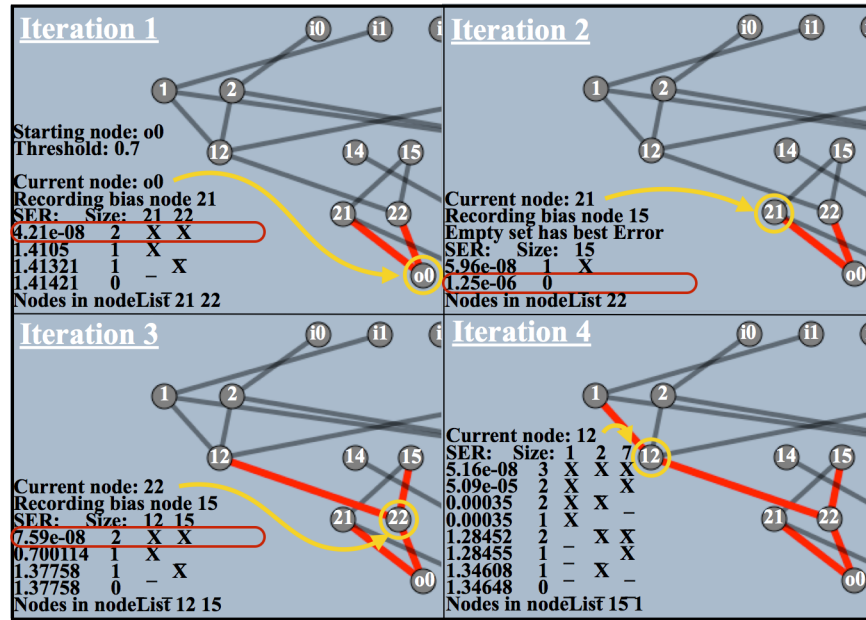 Iteration 1
i0 i1 i
1 2
Starting node: o0
Threshold: 0.7
12 14 15
Current node: o0
Recording bias node 21
SER: Size: 21 22
4.21e-08 2 X X
1.4105 1 X _
1.41321 1 _ X
1.41421 0 _ _
Nodes in nodeList 21 22
21 22
o0
Iteration 2
i0 i1 i
1 2
12 14 15
Current node: 21
Recording bias node 15
Empty set has best Error
SER: Size: 15
5.96e-08 1 X
1.25e-06 0 _
Nodes in nodeList 22
21 22
o0
Iteration 3
i0 i1 i
1 2
12 14 15
Current node: 22
Recording bias node 15
SER: Size: 12 15
7.59e-08 2 X X
0.700114 1 X _
1.37758 1 _ X
1.37758 0 _ _
Nodes in nodeList 12 15
21 22
o0
Iteration 4
i0 i1 i
1 2
12 14 15
Current node: 12
SER: Size: 1 2 7
5.16e-08 3 X X X
5.09e-05 2 X _ X
0.00035 2 X X _
0.00035 1 X _ _
1.28452 2 _ X X
1.28455 1 _ _ X
1.34608 1 _ X _
1.34648 0 _ _ _
Nodes in nodeList 15 1
21 22
o0